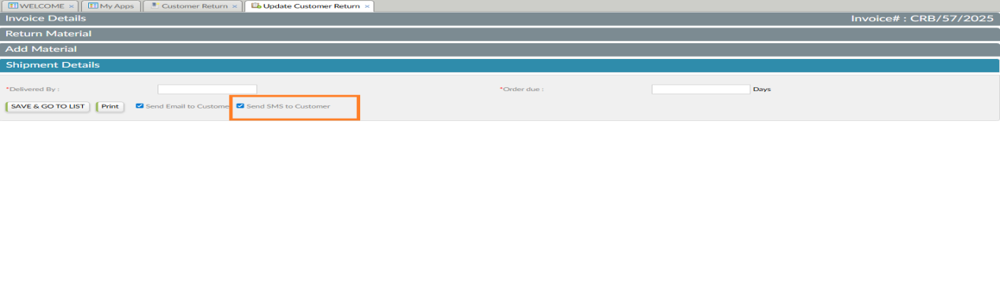 WELCOME × My Apps Customer Return × Update Customer Return ×
Invoice Details Invoice# : CRB/57/2025
Return Material
Add Material
Shipment Details
*Delivered By : *Order due : Days
SAVE & GO TO LIST Print Send Email to Custome Send SMS to Customer